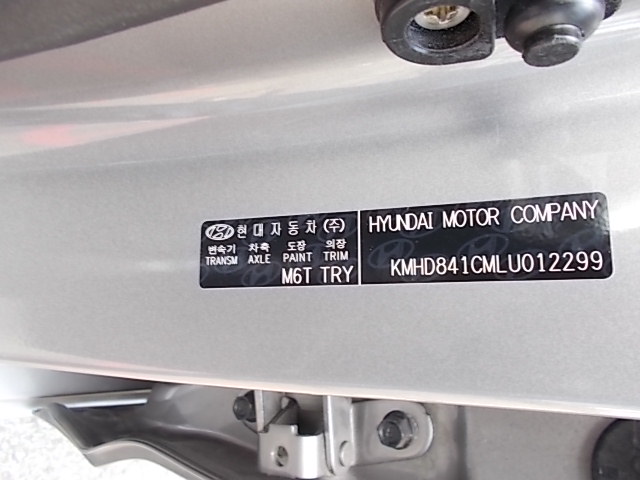 현대자동차(주)
변속기 차축 도장 의장
TRANSM AXLE PAINT TRIM
M6T TRY
HYUNDAI MOTOR COMPANY
KMHD841CMLU012299